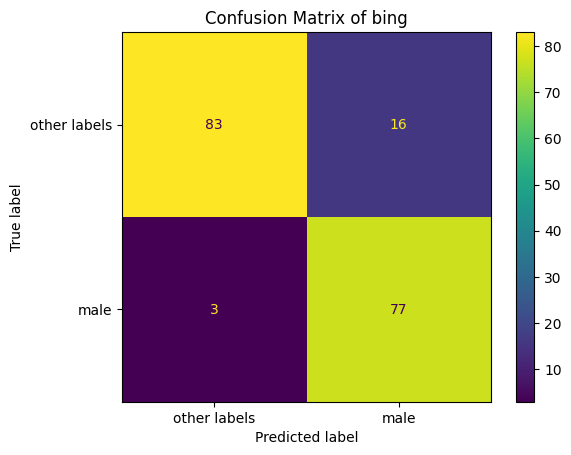 Confusion Matrix of bing
True label
other labels
83
16
male
3
77
other labels
male
Predicted label
80
70
60
50
40
30
20
10